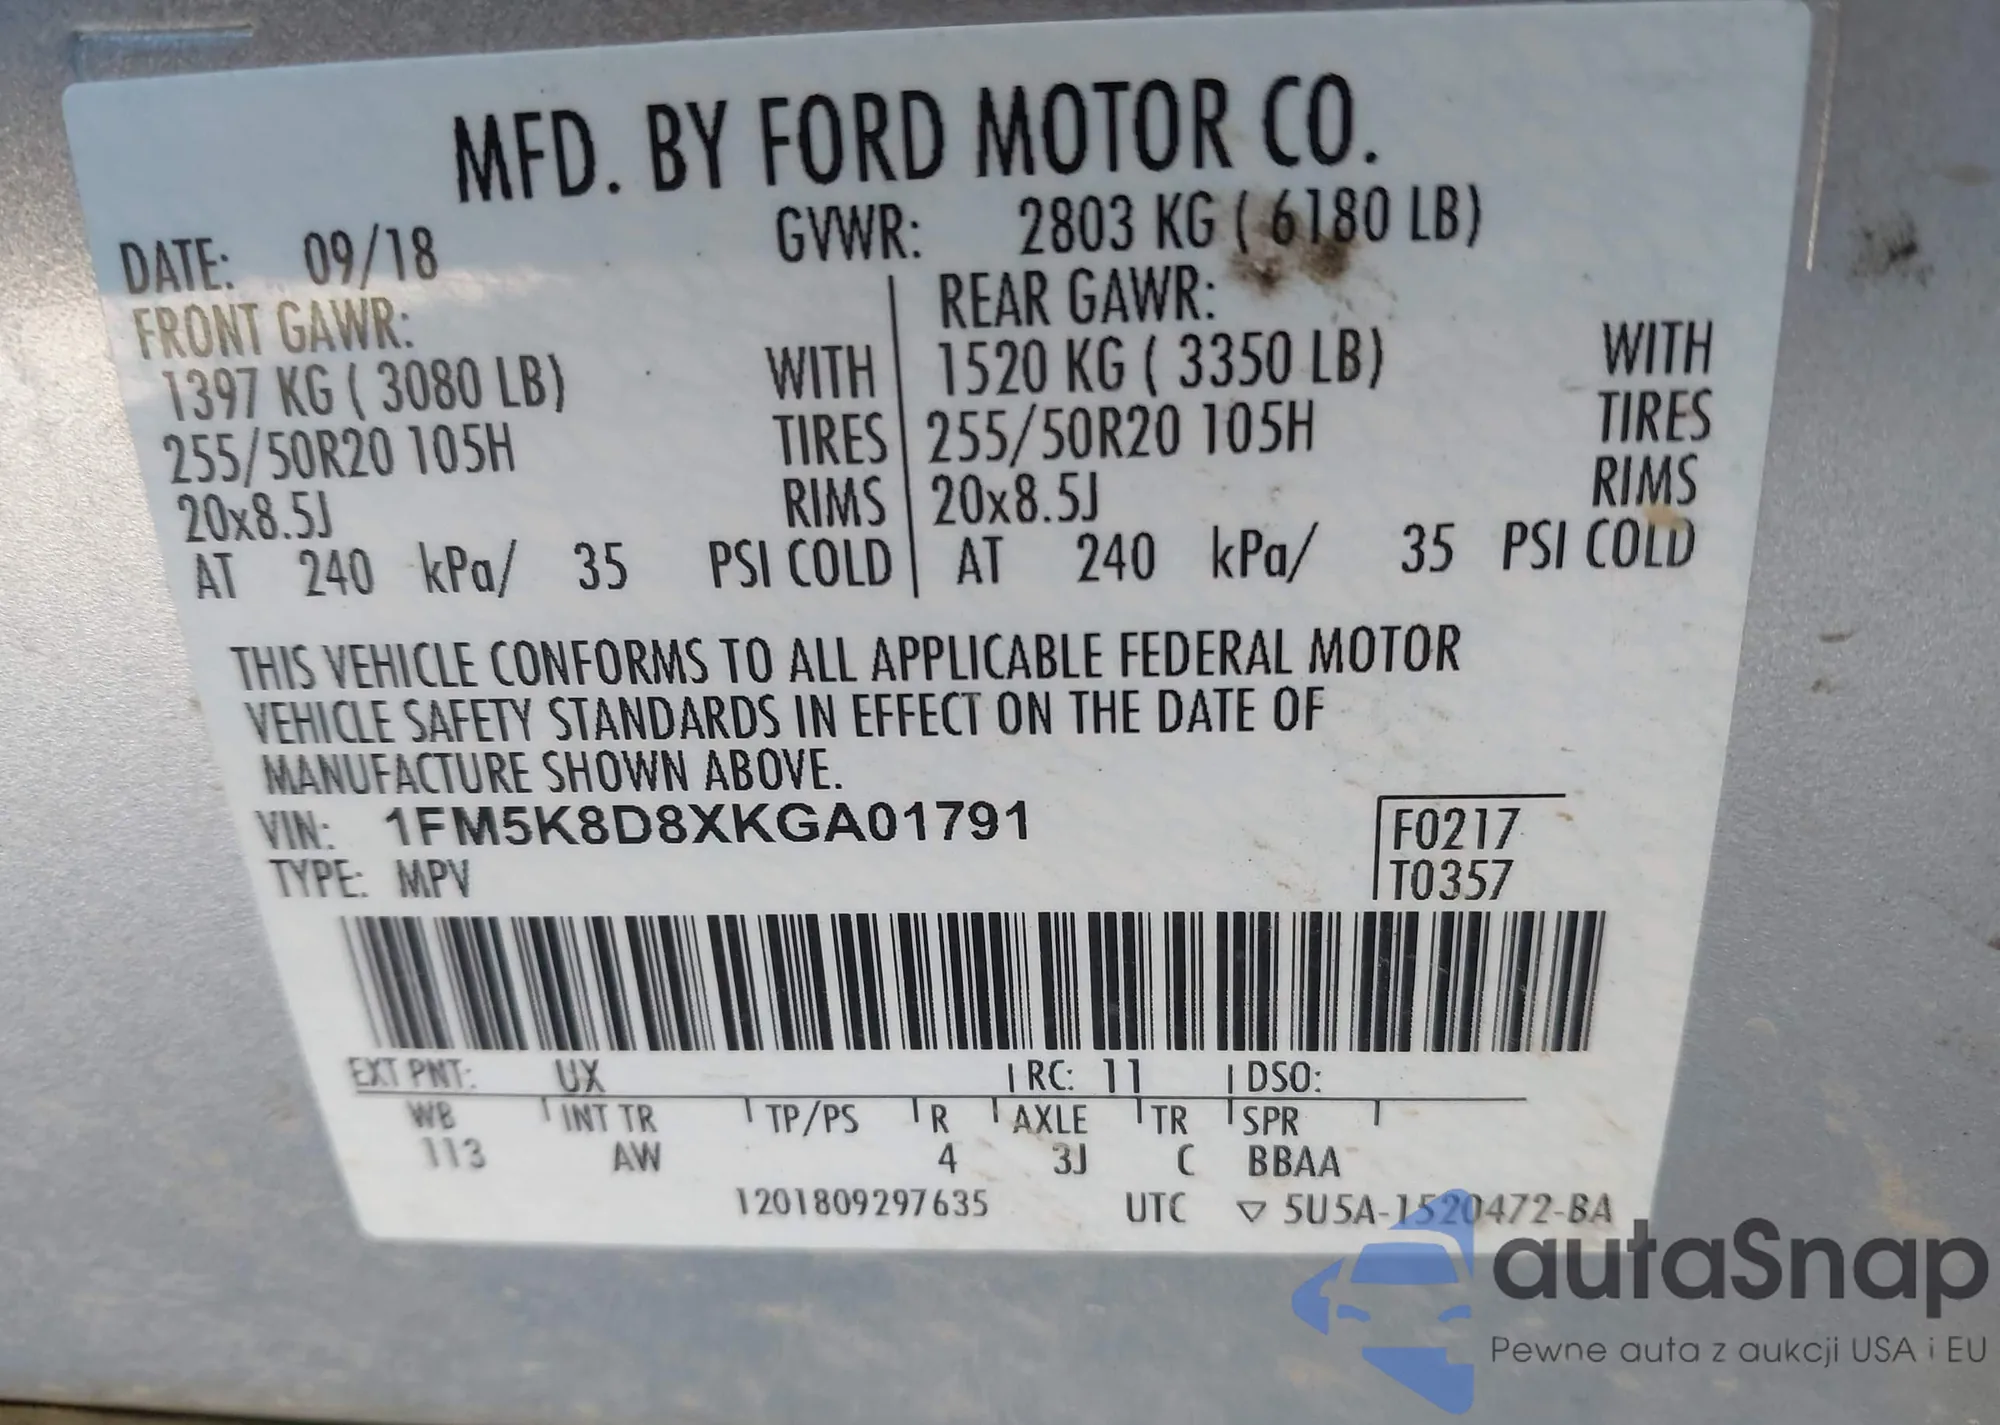 MFD. BY FORD MOTOR CO.
DATE: 09/18 GVWR: 2803 KG ( 6180 LB)
FRONT GAWR: REAR GAWR:
1397 KG ( 3080 LB) WITH 1520 KG ( 3350 LB) WITH
255/50R20 105H TIRES 255/50R20 105H TIRES
20x8.5J RIMS 20x8.5J RIMS
AT 240 kPa/ 35 PSI COLD AT 240 kPa/ 35 PSI COLD
THIS VEHICLE CONFORMS TO ALL APPLICABLE FEDERAL MOTOR
VEHICLE SAFETY STANDARDS IN EFFECT ON THE DATE OF
MANUFACTURE SHOWN ABOVE.
VIN: 1FM5K8D8XKGA01791 F0217
TYPE: MPV T0357
EXT PNT: UX RC: 11 DSO:
WB INT TR TP/PS R AXLE TR SPR
113 AW 4 3J C BBAA
1201809297635 UTC ▽ 5U5A-1520472-BA
autaSnap
Pewne auta z aukcji USA i EU